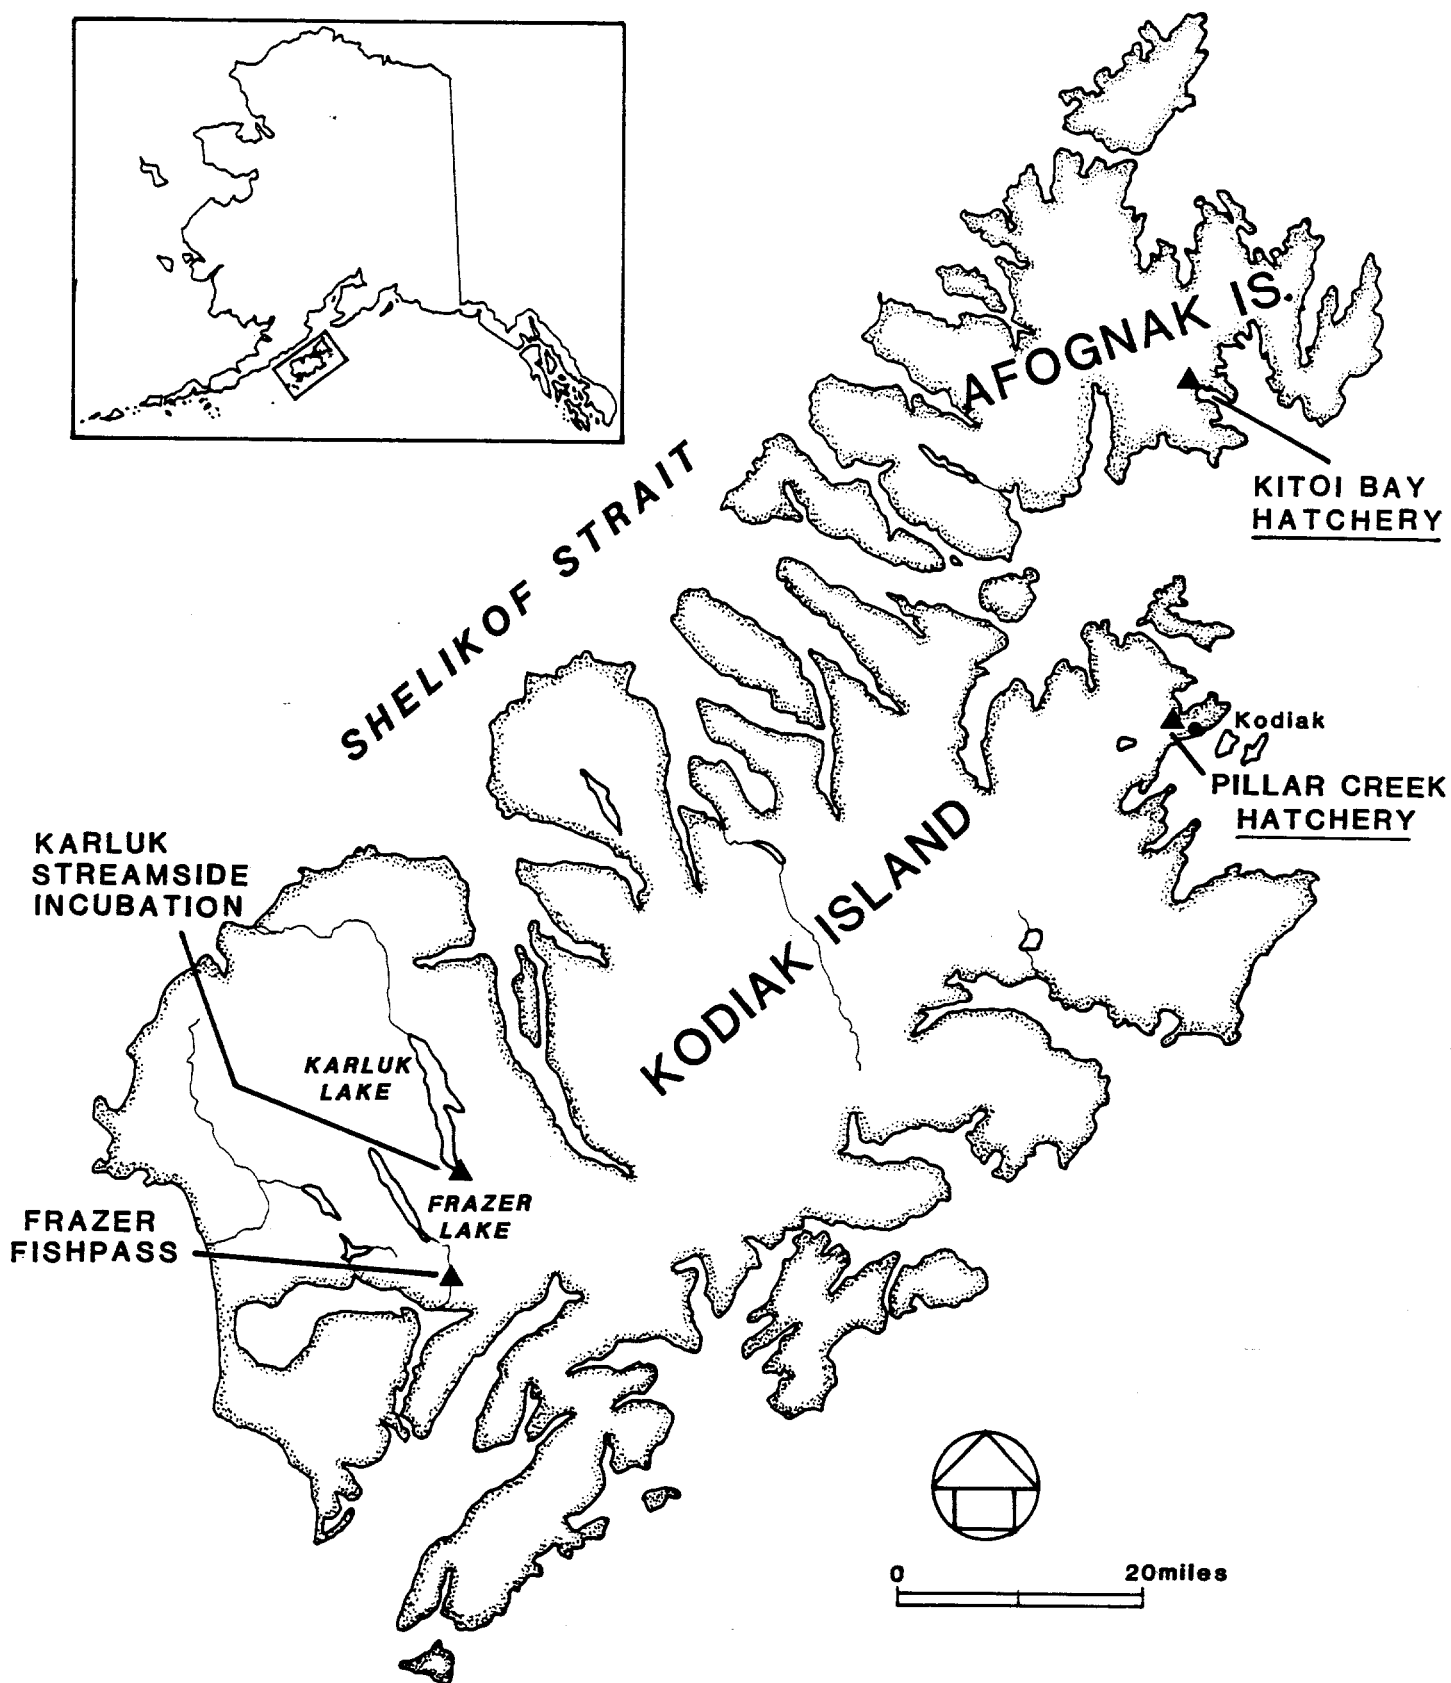 AFOGNAK IS.
SHELIKOF STRAIT
KITOI BAY
HATCHERY
Kodiak
PILLAR CREEK
HATCHERY
KODIAK ISLAND
KARLUK
STREAMSIDE
INCUBATION
KARLUK
LAKE
FRAZER
LAKE
FRAZER
FISHPASS
0 20miles